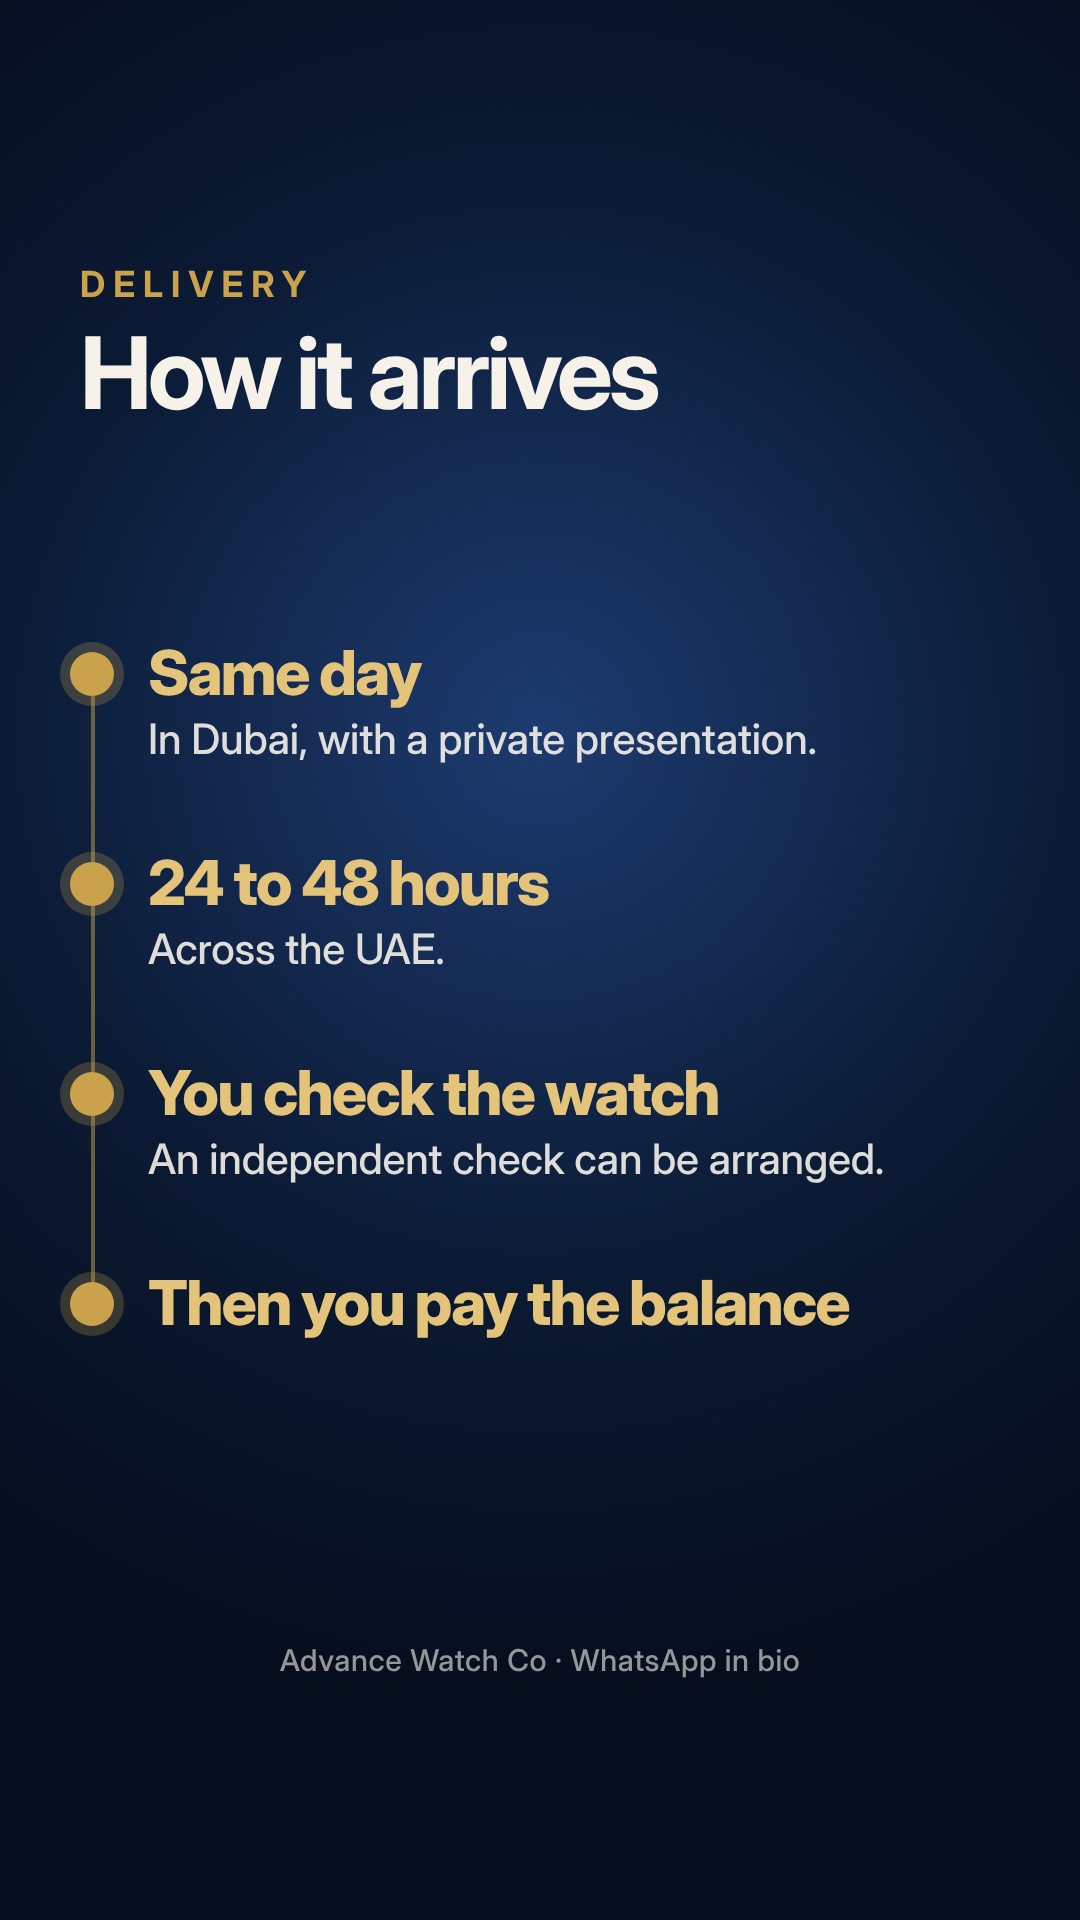 DELIVERY
How it arrives
Same day
In Dubai, with a private presentation.
24 to 48 hours
Across the UAE.
You check the watch
An independent check can be arranged.
Then you pay the balance
Advance Watch Co · WhatsApp in bio